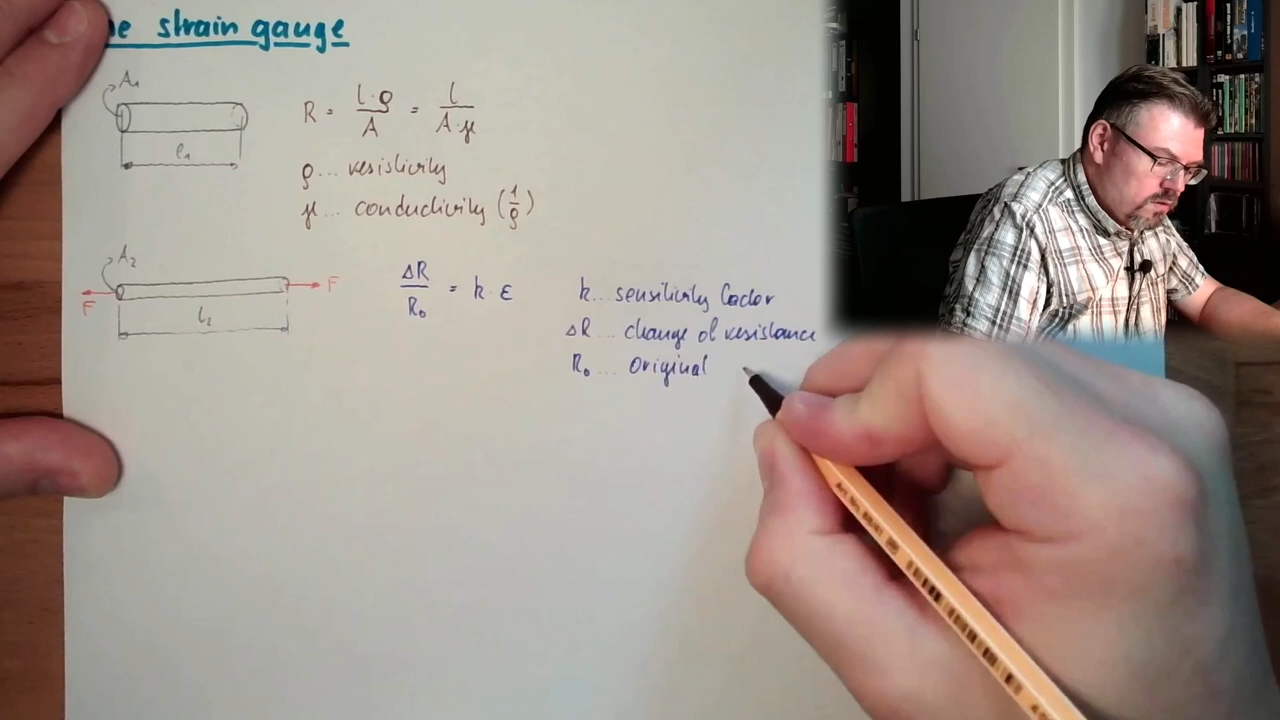 e strain gauge
A₁
l₁
R = l·ρ/A = l/A·γ
ρ ... resistivity
γ ... conductivity (1/ρ)
A₂
F F
l₂
ΔR/R₀ = k·ε
k... sensitivity factor
ΔR ... change of resistance
R₀ ... original